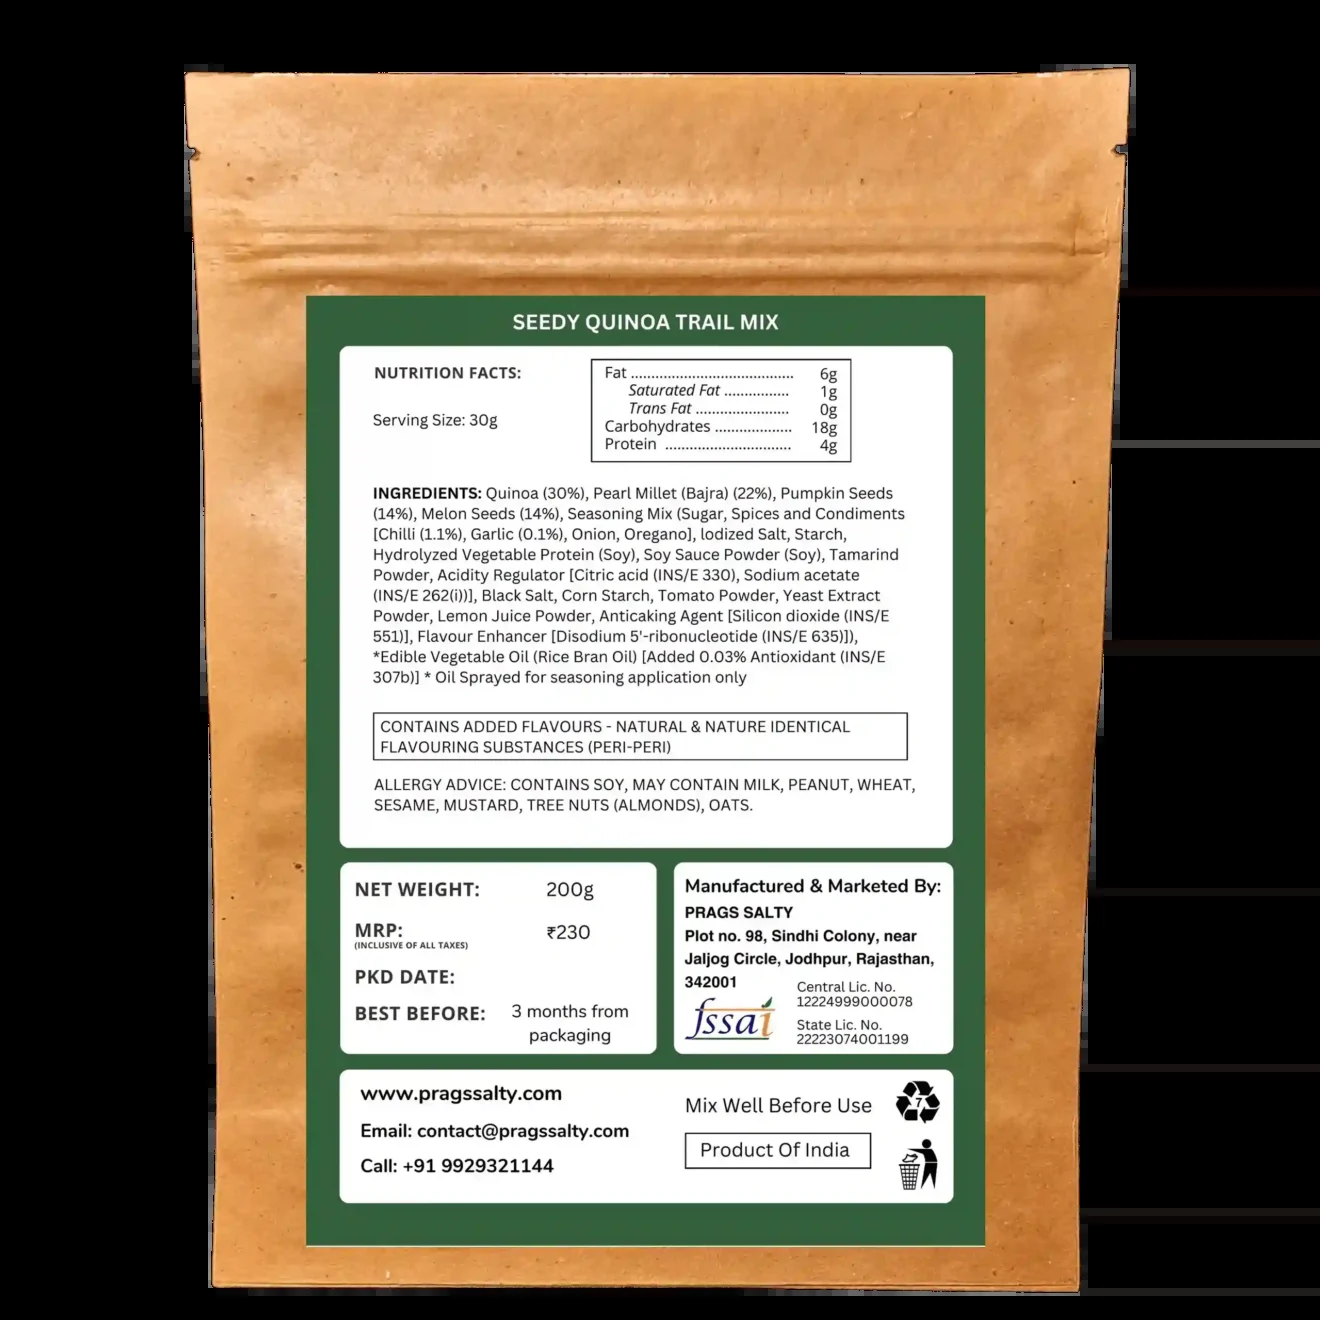 SEEDY QUINOA TRAIL MIX
NUTRITION FACTS:
Serving Size: 30g
Fat ........................................ 6g
Saturated Fat ................ 1g
Trans Fat ....................... 0g
Carbohydrates ................... 18g
Protein ............................... 4g
INGREDIENTS: Quinoa (30%), Pearl Millet (Bajra) (22%), Pumpkin Seeds
(14%), Melon Seeds (14%), Seasoning Mix (Sugar, Spices and Condiments
[Chilli (1.1%), Garlic (0.1%), Onion, Oregano], Iodized Salt, Starch,
Hydrolyzed Vegetable Protein (Soy), Soy Sauce Powder (Soy), Tamarind
Powder, Acidity Regulator [Citric acid (INS/E 330), Sodium acetate
(INS/E 262(i))], Black Salt, Corn Starch, Tomato Powder, Yeast Extract
Powder, Lemon Juice Powder, Anticaking Agent [Silicon dioxide (INS/E
551)], Flavour Enhancer [Disodium 5'-ribonucleotide (INS/E 635)]),
*Edible Vegetable Oil (Rice Bran Oil) [Added 0.03% Antioxidant (INS/E
307b)] * Oil Sprayed for seasoning application only
CONTAINS ADDED FLAVOURS - NATURAL & NATURE IDENTICAL
FLAVOURING SUBSTANCES (PERI-PERI)
ALLERGY ADVICE: CONTAINS SOY, MAY CONTAIN MILK, PEANUT, WHEAT,
SESAME, MUSTARD, TREE NUTS (ALMONDS), OATS.
NET WEIGHT: 200g
MRP: ₹230
(INCLUSIVE OF ALL TAXES)
PKD DATE:
BEST BEFORE: 3 months from
packaging
Manufactured & Marketed By:
PRAGS SALTY
Plot no. 98, Sindhi Colony, near
Jaljog Circle, Jodhpur, Rajasthan,
342001
fssai
Central Lic. No.
12224999000078
State Lic. No.
22223074001199
www.pragssalty.com
Email: contact@pragssalty.com
Call: +91 9929321144
Mix Well Before Use
7
Product Of India